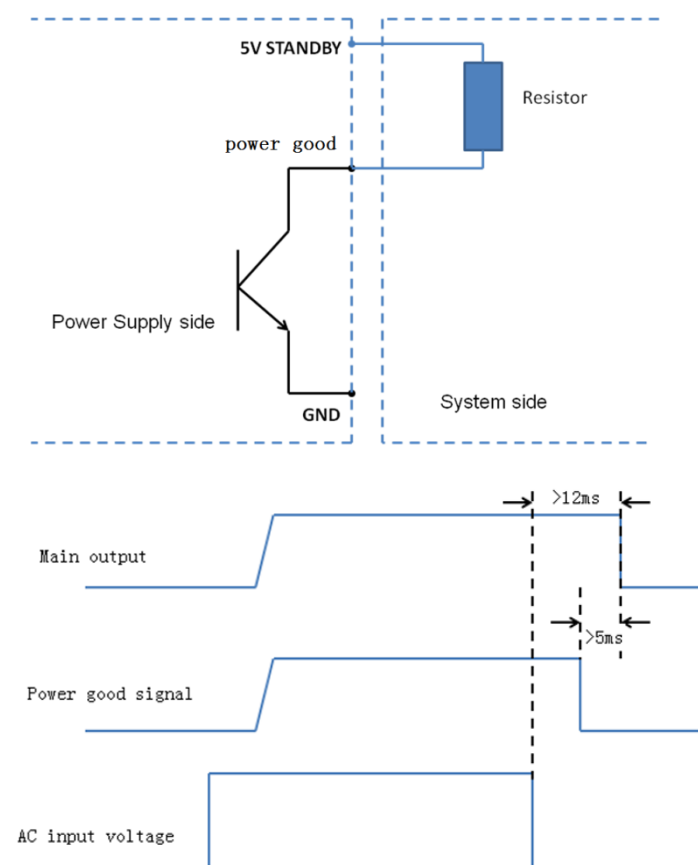 5V STANDBY
Resistor
power good
Power Supply side
System side
GND
>12ms
Main output
>5ms
Power good signal
AC input voltage